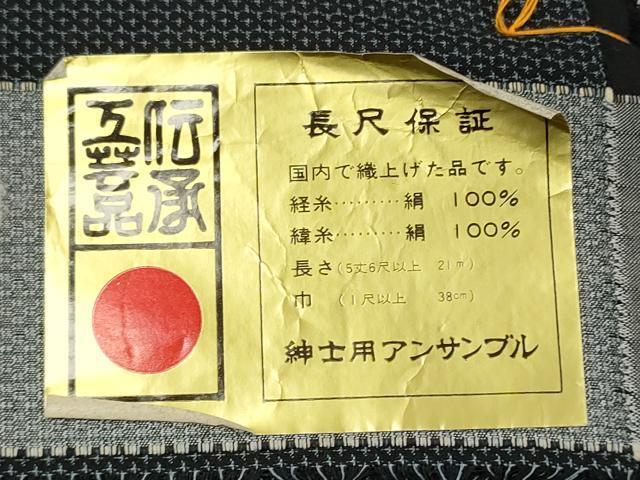 伝承
工芸品
長尺保証
国内で織上げた品です。
経糸………絹 100%
緯糸………絹 100%
長さ(5丈6尺以上 21m)
巾 (1尺以上 38cm)
紳士用アンサンブル